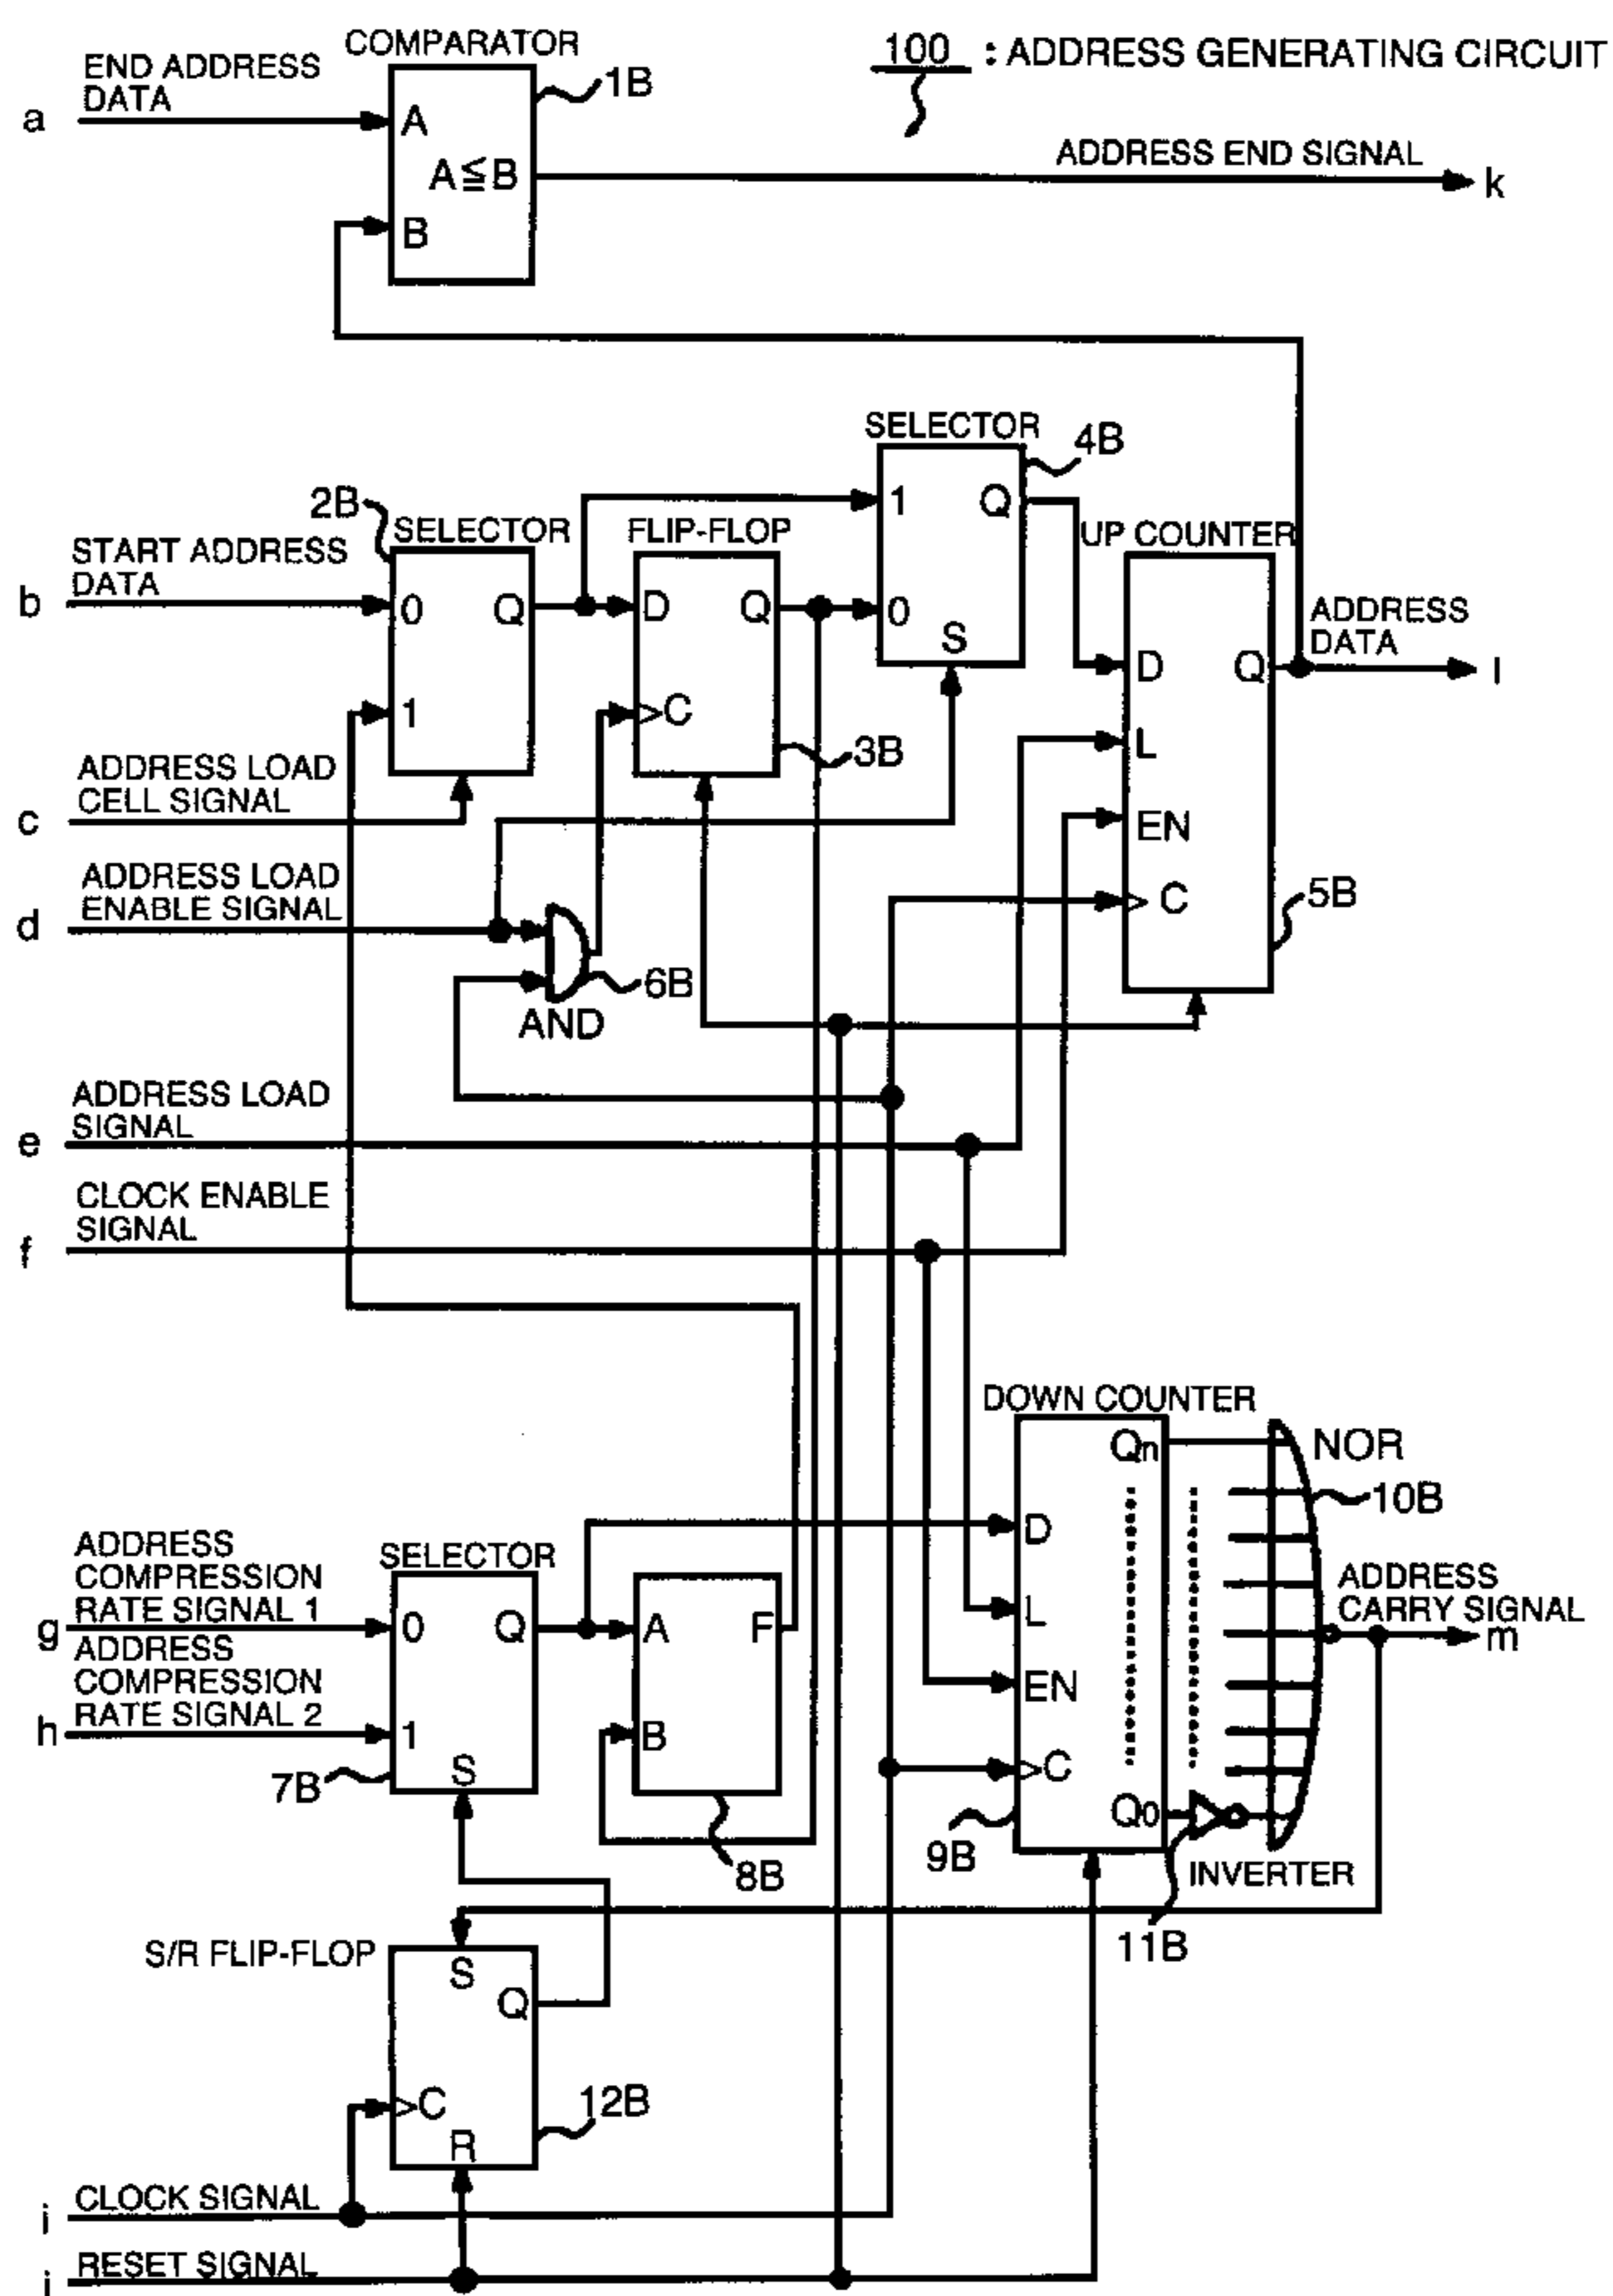 100 : ADDRESS GENERATING CIRCUIT
COMPARATOR
1B
END ADDRESS
DATA
a
A
A≦B
B
ADDRESS END SIGNAL
k
SELECTOR
4B
1
Q
0
S
2B
SELECTOR
START ADDRESS
DATA
b
0
Q
1
FLIP-FLOP
D
Q
C
3B
UP COUNTER
D
Q
L
EN
C
5B
ADDRESS
DATA
l
ADDRESS LOAD
CELL SIGNAL
c
ADDRESS LOAD
ENABLE SIGNAL
d
6B
AND
ADDRESS LOAD
SIGNAL
e
CLOCK ENABLE
SIGNAL
f
DOWN COUNTER
Qn
D
L
EN
C
Q0
9B
NOR
10B
ADDRESS
CARRY SIGNAL
m
INVERTER
11B
ADDRESS
COMPRESSION
RATE SIGNAL 1
g
ADDRESS
COMPRESSION
RATE SIGNAL 2
h
SELECTOR
0
Q
1
S
7B
A
F
B
8B
S/R FLIP-FLOP
S
Q
C
R
12B
CLOCK SIGNAL
i
RESET SIGNAL
j